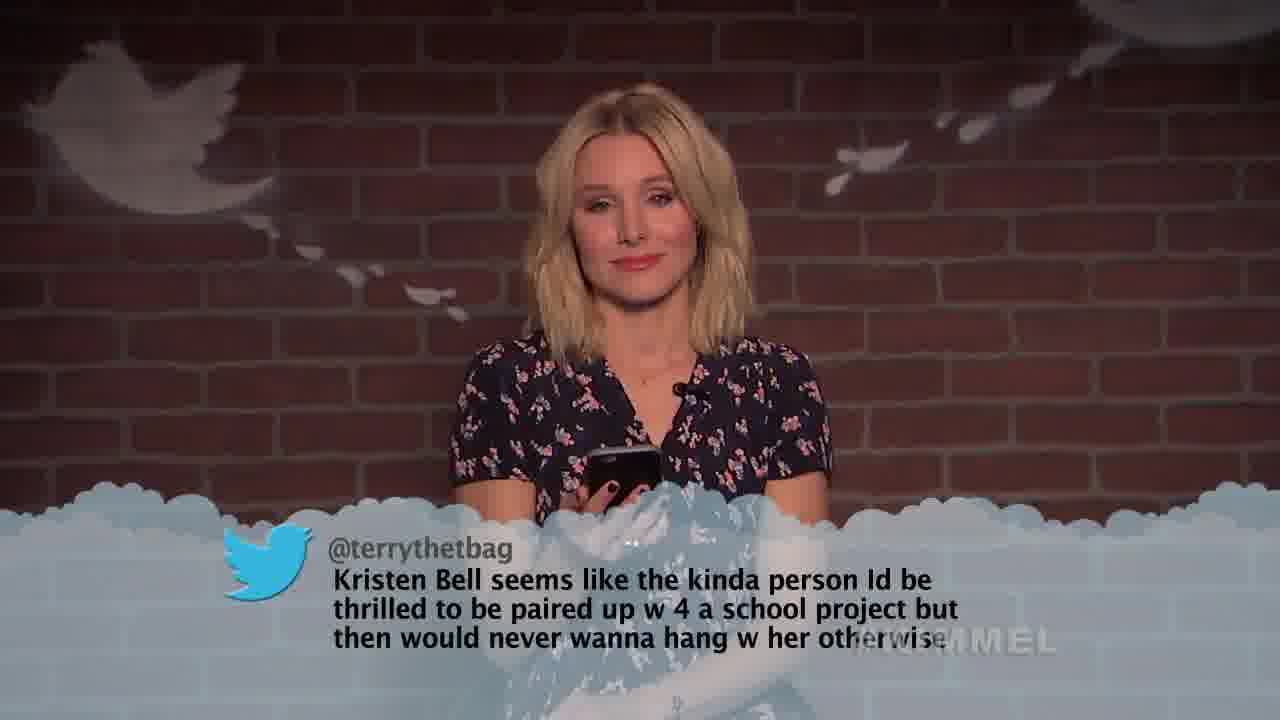 @terrythetbag
Kristen Bell seems like the kinda person Id be
thrilled to be paired up w 4 a school project but
then would never wanna hang w her otherwise